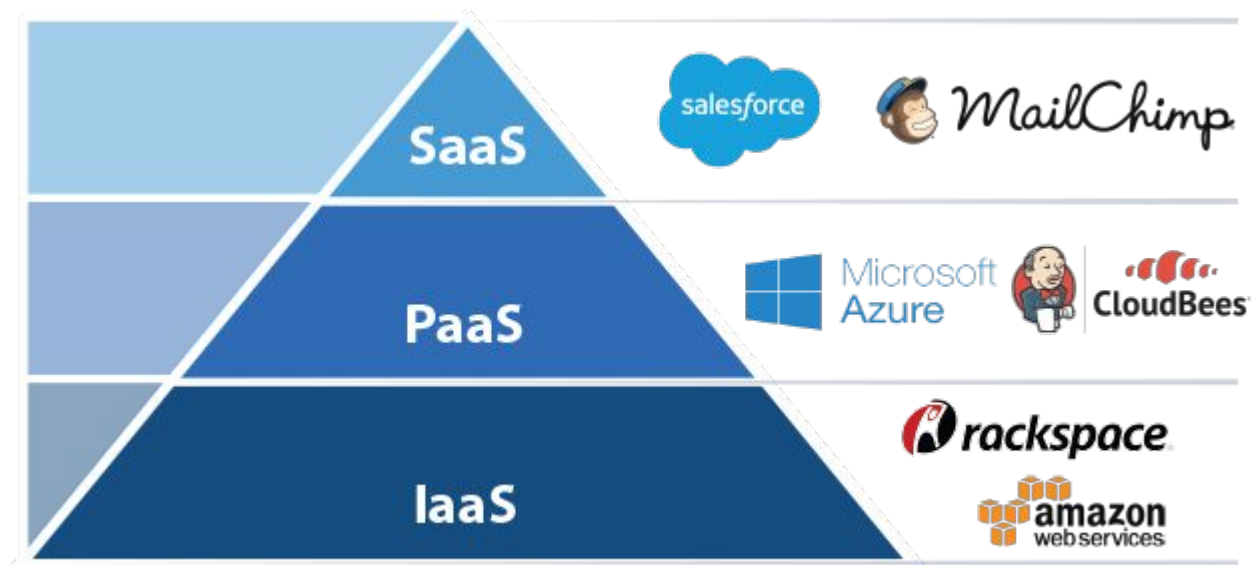 SaaS
salesforce
MailChimp
PaaS
Microsoft
Azure
CloudBees
IaaS
rackspace
amazon
web services